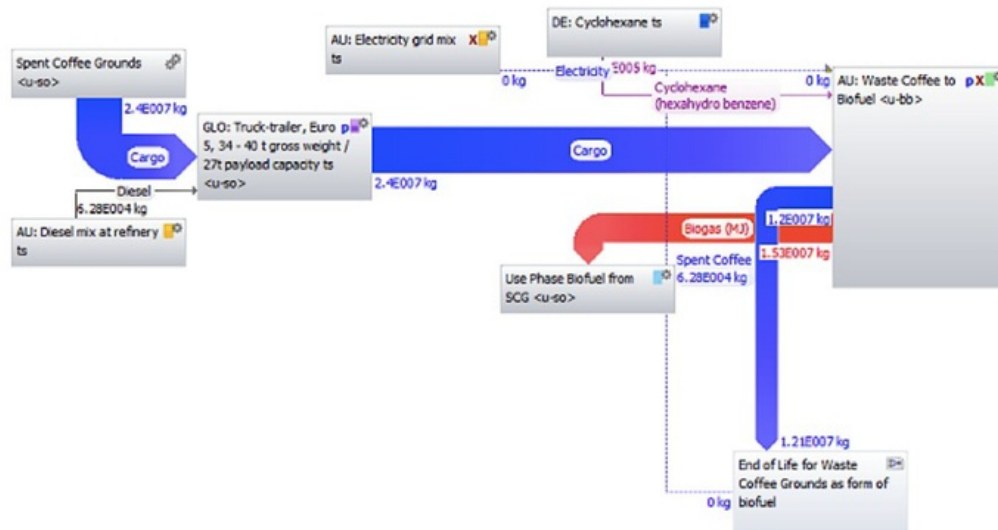 DE: Cyclohexane ts
AU: Electricity grid mix
ts
X
Spent Coffee Grounds
<u-so>
0 kg
Electricity
E005 kg
0 kg
Cyclohexane
(hexahydro benzene)
AU: Waste Coffee to
Biofuel <u-bb>
pX
2.4E007 kg
Cargo
GLO: Truck-trailer, Euro
5, 34 - 40 t gross weight /
27t payload capacity ts
<u-so>
p
Cargo
2.4E007 kg
Diesel
6.28E004 kg
AU: Diesel mix at refinery
ts
1.2E007 kg
Biogas (MJ)
1.53E007 kg
Spent Coffee
6.28E004 kg
Use Phase Biofuel from
SCG <u-so>
1.21E007 kg
End of Life for Waste
Coffee Grounds as form of
biofuel
0 kg